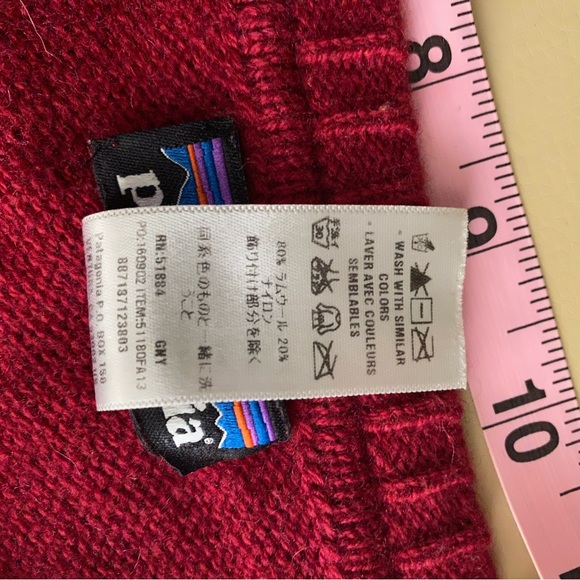 • WASH WITH SIMILAR
COLORS
• LAVER AVEC COULEURS
SEMBLABLES
30
80% ラムウール 20%
ナイロン
飾り付け部分を除く
同系色のものと一緒に洗
うこと
RN:51884 GNY
PO:160902 ITEM:51180FA13
887187123803
Patagonia P.O. BOX 150
p
ia
®
8
9
10